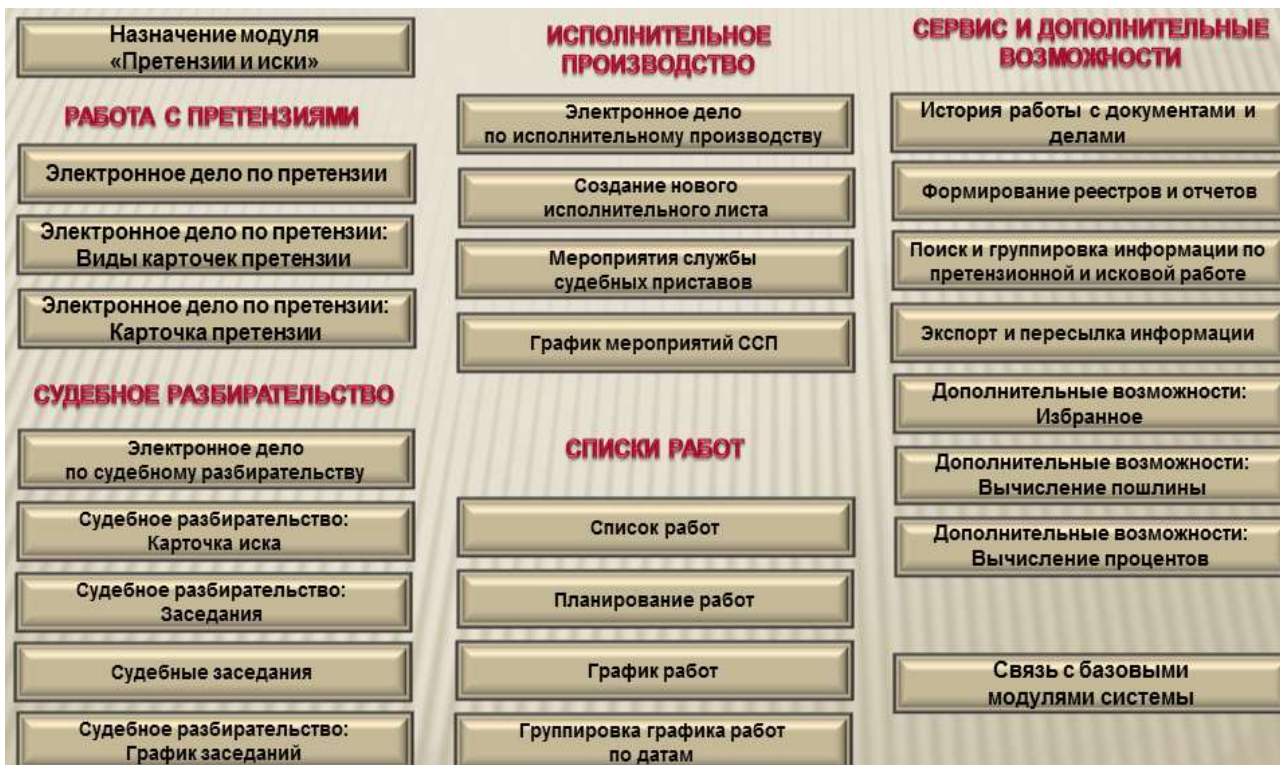 Назначение модуля
«Претензии и иски»
РАБОТА С ПРЕТЕНЗИЯМИ
Электронное дело по претензии
Электронное дело по претензии:
Виды карточек претензии
Электронное дело по претензии:
Карточка претензии
СУДЕБНОЕ РАЗБИРАТЕЛЬСТВО
Электронное дело
по судебному разбирательству
Судебное разбирательство:
Карточка иска
Судебное разбирательство:
Заседания
Судебные заседания
Судебное разбирательство:
График заседаний
ИСПОЛНИТЕЛЬНОЕ
ПРОИЗВОДСТВО
Электронное дело
по исполнительному производству
Создание нового
исполнительного листа
Мероприятия службы
судебных приставов
График мероприятий ССП
СПИСКИ РАБОТ
Список работ
Планирование работ
График работ
Группировка графика работ
по датам
СЕРВИС И ДОПОЛНИТЕЛЬНЫЕ
ВОЗМОЖНОСТИ
История работы с документами и
делами
Формирование реестров и отчетов
Поиск и группировка информации по
претензионной и исковой работе
Экспорт и пересылка информации
Дополнительные возможности:
Избранное
Дополнительные возможности:
Вычисление пошлины
Дополнительные возможности:
Вычисление процентов
Связь с базовыми
модулями системы